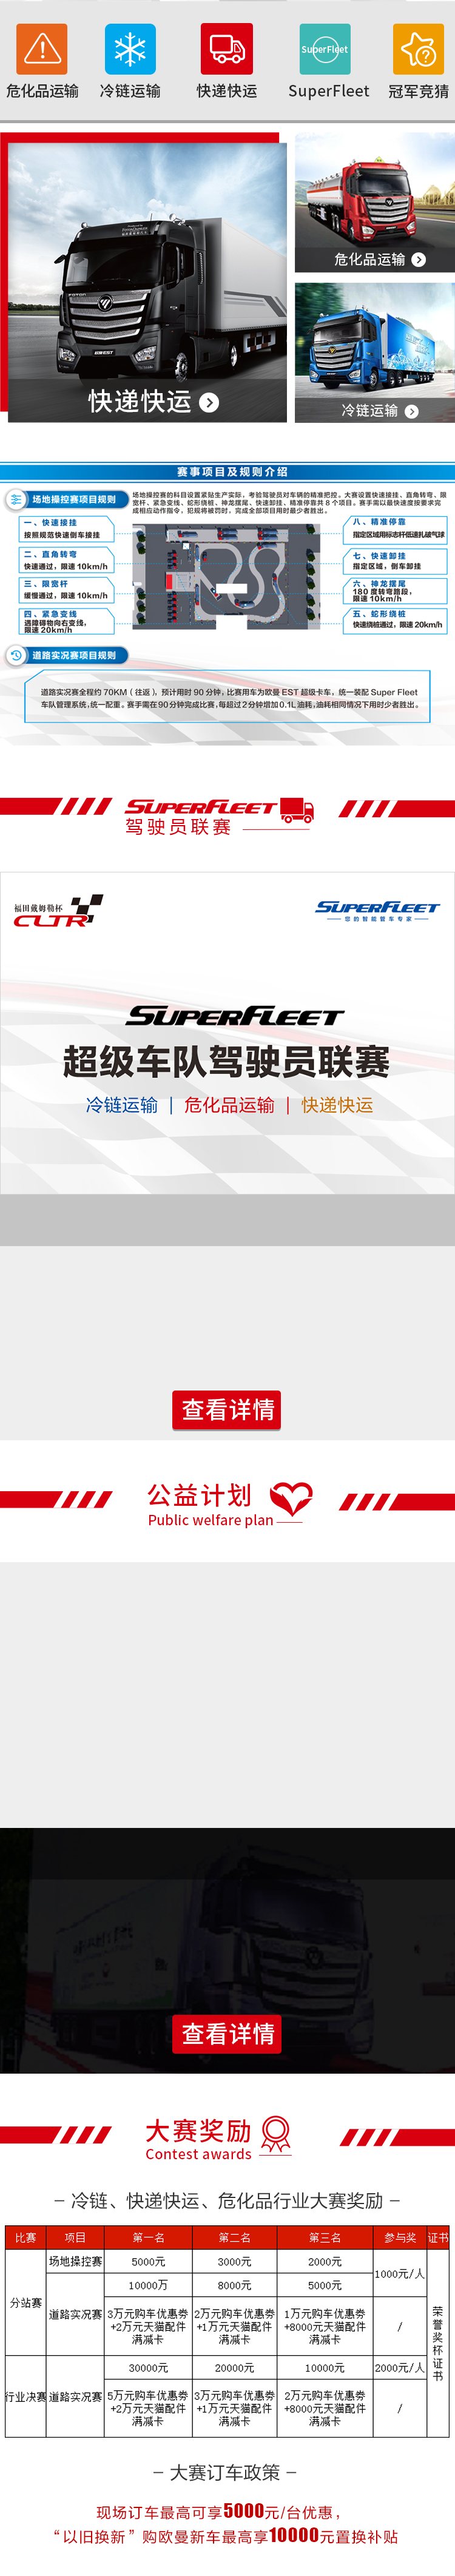 SuperFleet
危化品运输 冷链运输 快递快运 SuperFleet 冠军竞猜
FOTON
欧曼EST
快递快运
危化品运输
冷链运输
赛事项目及规则介绍
场地操控赛项目规则
场地操控赛的科目设置紧贴生产实际，考验驾驶员对车辆的精准把控。大赛设置快速接挂、直角转弯、限
宽杆、紧急变线、蛇形绕桩、神龙摆尾、快速卸挂、精准停靠共 8 个项目。赛手需以最快速度按要求完
成相应动作指令，犯规将被罚时，完成全部项目用时最少者胜出。
一、快速接挂
按照规范快速倒车接挂
二、直角转弯
快速通过，限速 10km/h
三、限宽杆
缓慢通过，限速 10km/h
四、紧急变线
遇障碍物向右变线，
限速 20km/h
八、精准停靠
指定区域用标志杆低速扎破气球
七、快速卸挂
指定区域，倒车卸挂
六、神龙摆尾
180 度转弯路段，
限速 10km/h
五、蛇形绕桩
快速绕桩通过，限速 20km/h
道路实况赛项目规则
道路实况赛全程约 70KM（往返），预计用时 90 分钟，比赛用车为欧曼 EST 超级卡车，统一装配 Super Fleet
车队管理系统，统一配重。赛手需在90分钟完成比赛，每超过2分钟增加0.1L油耗，油耗相同情况下用时少者胜出。
SUPERFLEET
驾驶员联赛
福田戴姆勒杯
CLTR
SUPERFLEET
您的智能管车专家
SUPERFLEET
超级车队驾驶员联赛
冷链运输 | 危化品运输 | 快递快运
查看详情
公益计划
Public welfare plan
查看详情
大赛奖励
Contest awards
– 冷链、快递快运、危化品行业大赛奖励 –
比赛 项目 第一名 第二名 第三名 参与奖 证书
分站赛 场地操控赛 5000元 3000元 2000元 1000元/人 荣誉奖杯证书
道路实况赛 10000万 8000元 5000元
3万元购车优惠劵 2万元购车优惠劵 1万元购车优惠劵
+2万元天猫配件 +1万元天猫配件 +8000元天猫配件 /
满减卡 满减卡 满减卡
行业决赛 道路实况赛 30000元 20000元 10000元 2000元/人
5万元购车优惠劵 3万元购车优惠劵 2万元购车优惠劵
+2万元天猫配件 +1万元天猫配件 +8000元天猫配件 /
满减卡 满减卡 满减卡
– 大赛订车政策 –
现场订车最高可享5000元/台优惠，
“以旧换新”购欧曼新车最高享10000元置换补贴